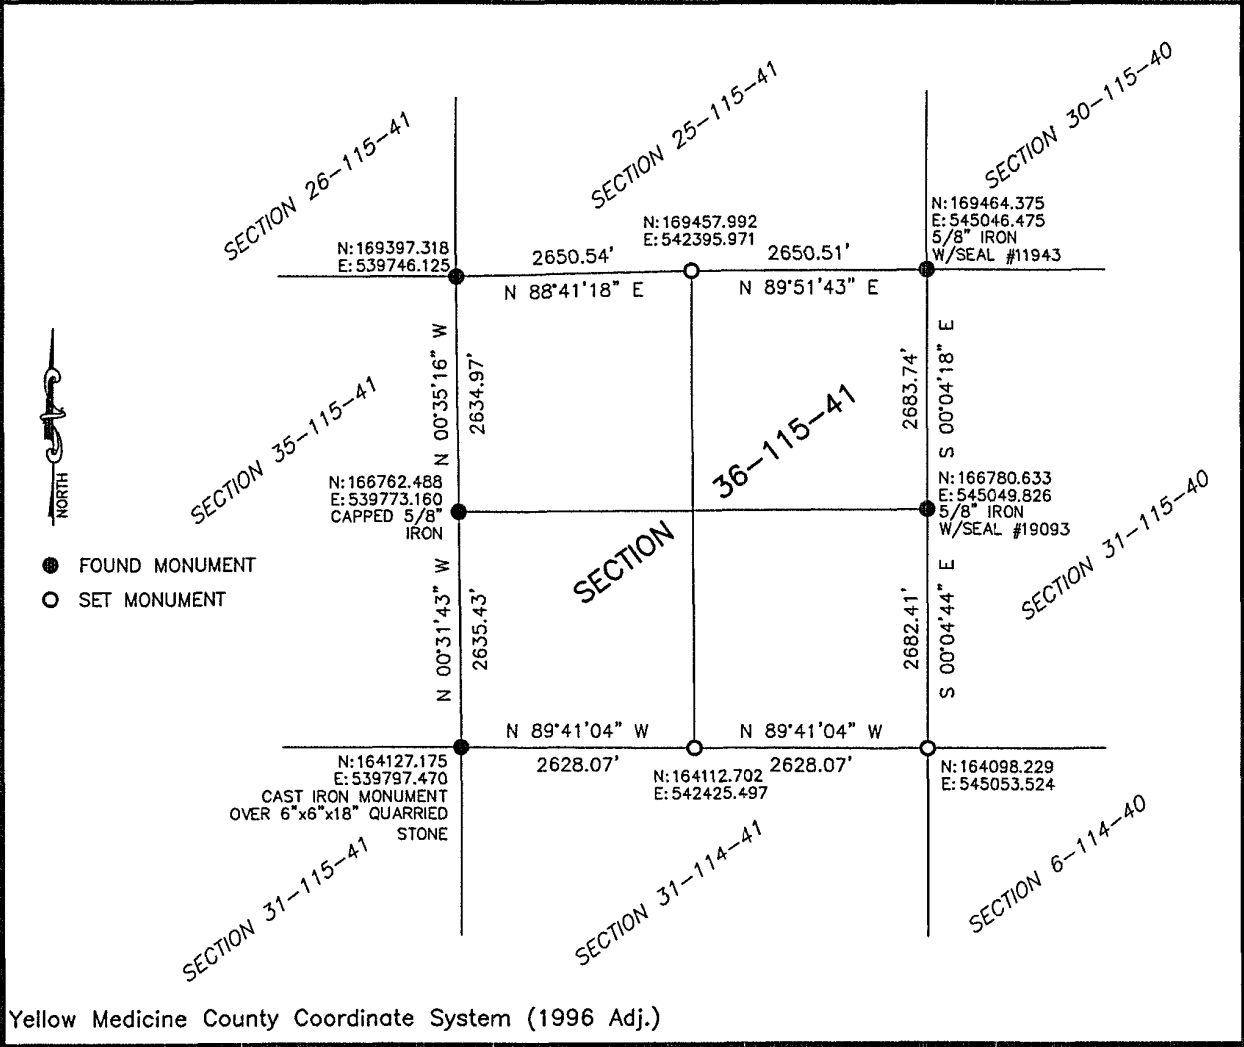 SECTION 26-115-41
SECTION 25-115-41
SECTION 30-115-40
N:169397.318
E:539746.125
N:169457.992
E:542395.971
N:169464.375
E:545046.475
5/8" IRON
W/SEAL #11943
2650.54'
2650.51'
N 88°41'18" E
N 89°51'43" E
N 00°35'16" W
2634.97'
2683.74'
S 00°04'18" E
SECTION 35-115-41
SECTION 36-115-41
SECTION 31-115-40
NORTH
N:166762.488
E:539773.160
CAPPED 5/8"
IRON
N:166780.633
E:545049.826
5/8" IRON
W/SEAL #19093
FOUND MONUMENT
SET MONUMENT
N 00°31'43" W
2635.43'
2682.41'
S 00°04'44" E
N 89°41'04" W
N 89°41'04" W
2628.07'
2628.07'
N:164127.175
E:539797.470
CAST IRON MONUMENT
OVER 6"x6"x18" QUARRIED
STONE
N:164112.702
E:542425.497
N:164098.229
E:545053.524
SECTION 31-115-41
SECTION 31-114-41
SECTION 6-114-40
Yellow Medicine County Coordinate System (1996 Adj.)